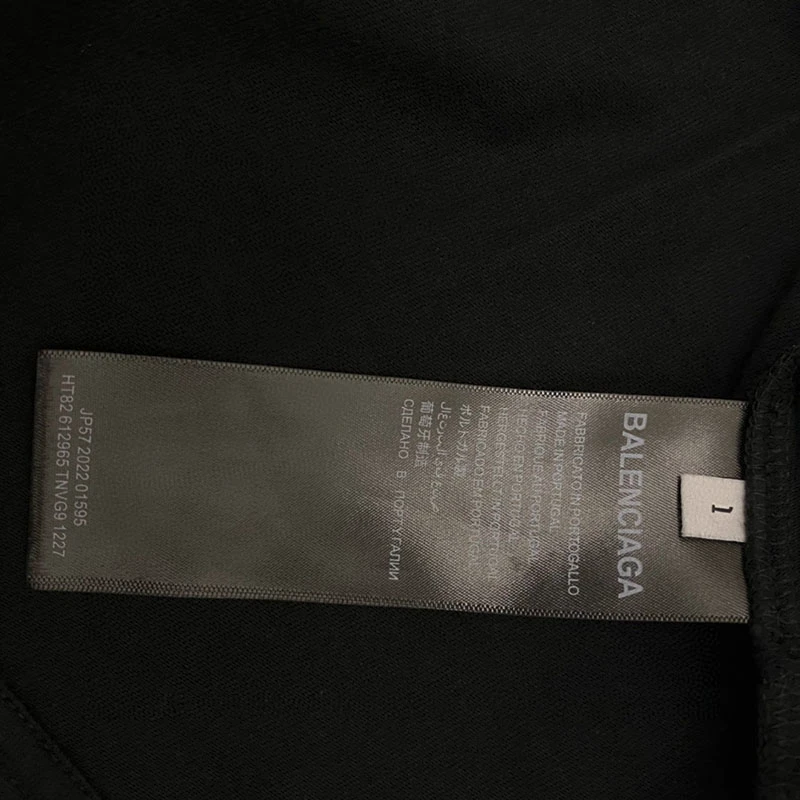 BALENCIAGA
1
FABBRICATO IN PORTOGALLO
MADE IN PORTUGAL
FABRIQUE AU PORTUGAL
HERGESTELLT IN PORTUGAL
FABRICADO EN PORTUGAL
ポルトガル製
葡萄牙制造
СДЕЛАНО В ПОРТУГАЛИИ
JP57 2022 01595
HT82 612965 TNVG9 1227